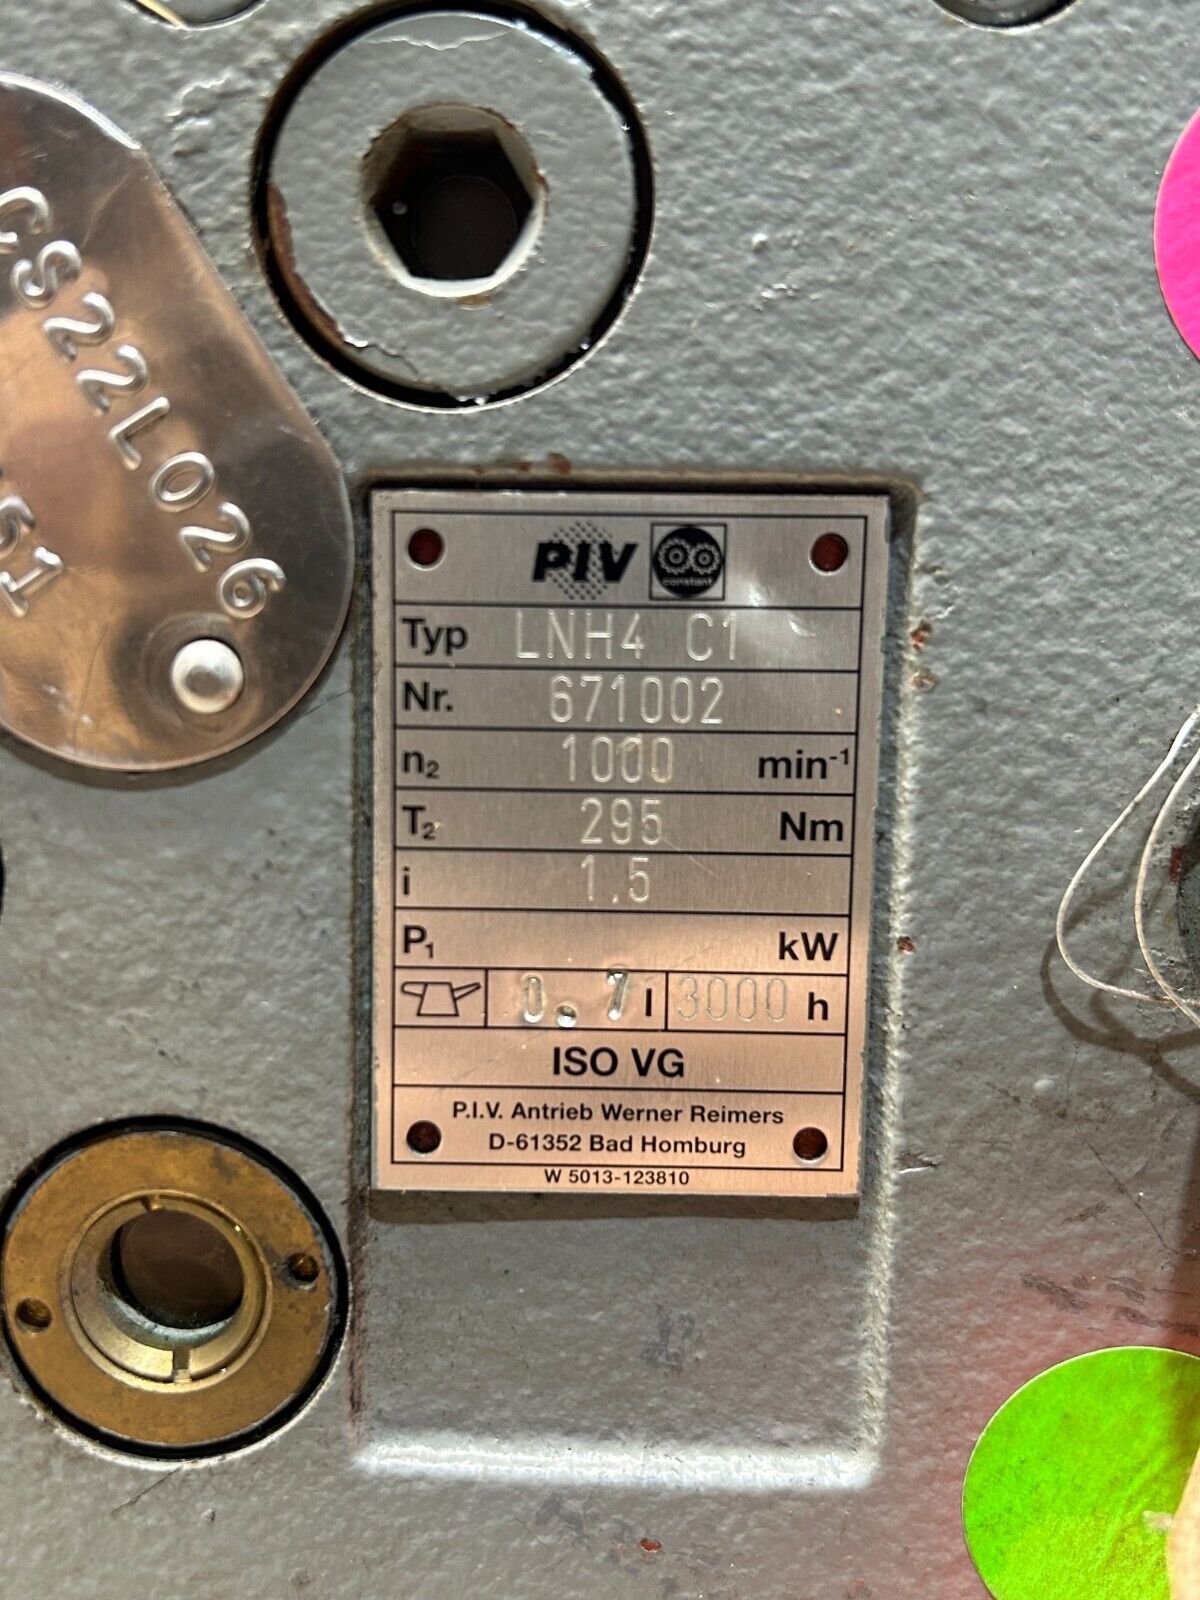 CS22L026
51
PIV
constant
Typ LNH4 C1
Nr. 671002
n₂ 1000 min⁻¹
T₂ 295 Nm
i 1,5
P₁ kW
0.7 l 3000 h
ISO VG
P.I.V. Antrieb Werner Reimers
D-61352 Bad Homburg
W 5013-123810